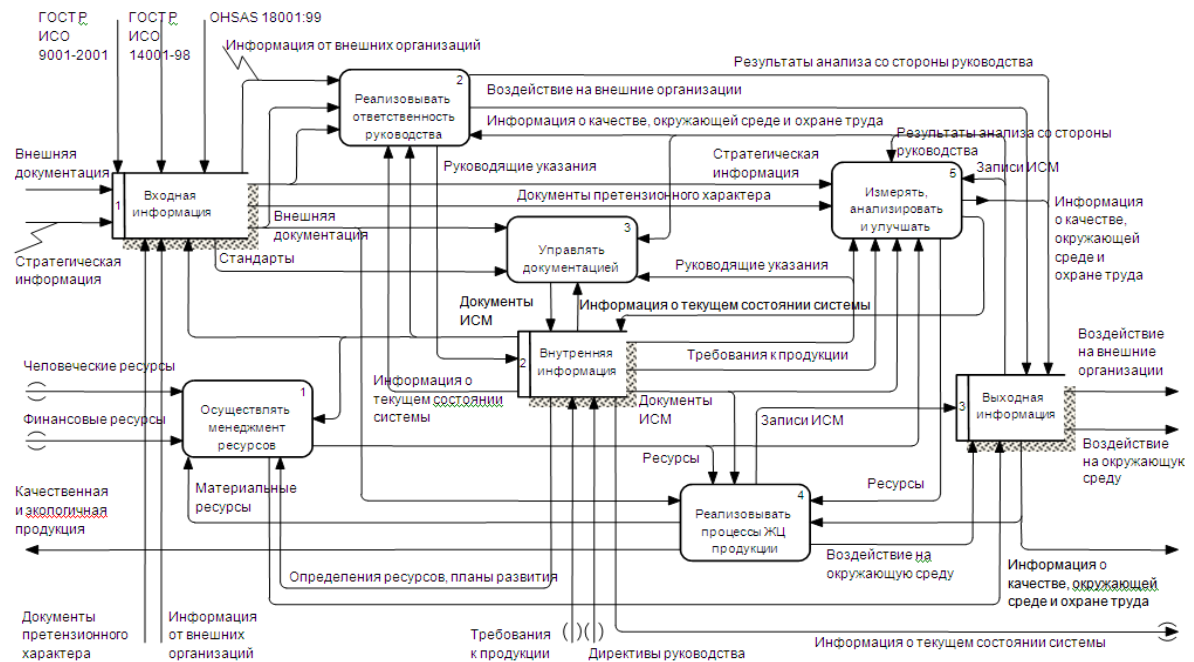 ГОСТ Р
ИСО
9001-2001
ГОСТ Р
ИСО
14001-98
OHSAS 18001:99
Информация от внешних организаций
Результаты анализа со стороны руководства
2
Реализовывать
ответственность
руководства
Воздействие на внешние организации
Информация о качестве, окружающей среде и охране труда
Результаты анализа со стороны
руководства
Внешняя
документация
Руководящие указания
Стратегическая
информация
Записи ИСМ
1
Входная
информация
Документы претензионного характера
5
Измерять,
анализировать
и улучшать
Информация
о качестве,
окружающей
среде и
охране труда
Внешняя
документация
3
Управлять
документацией
Стратегическая
информация
Стандарты
Руководящие указания
Документы
ИСМ
Информация о текущем состоянии системы
2
Внутренняя
информация
Требования к продукции
Воздействие
на внешние
организации
Человеческие ресурсы
Информация о
текущем состоянии
системы
1
Осуществлять
менеджмент
ресурсов
Документы
ИСМ
Записи ИСМ
3
Выходная
информация
Финансовые ресурсы
Воздействие
на окружающую
среду
Ресурсы
Ресурсы
Качественная
и экологичная
продукция
Материальные
ресурсы
4
Реализовывать
процессы ЖЦ
продукции
Воздействие на
окружающую среду
Информация о
качестве, окружающей
среде и охране труда
Определения ресурсов, планы развития
Документы
претензионного
характера
Информация
от внешних
организаций
Требования
к продукции
Директивы руководства
Информация о текущем состоянии системы